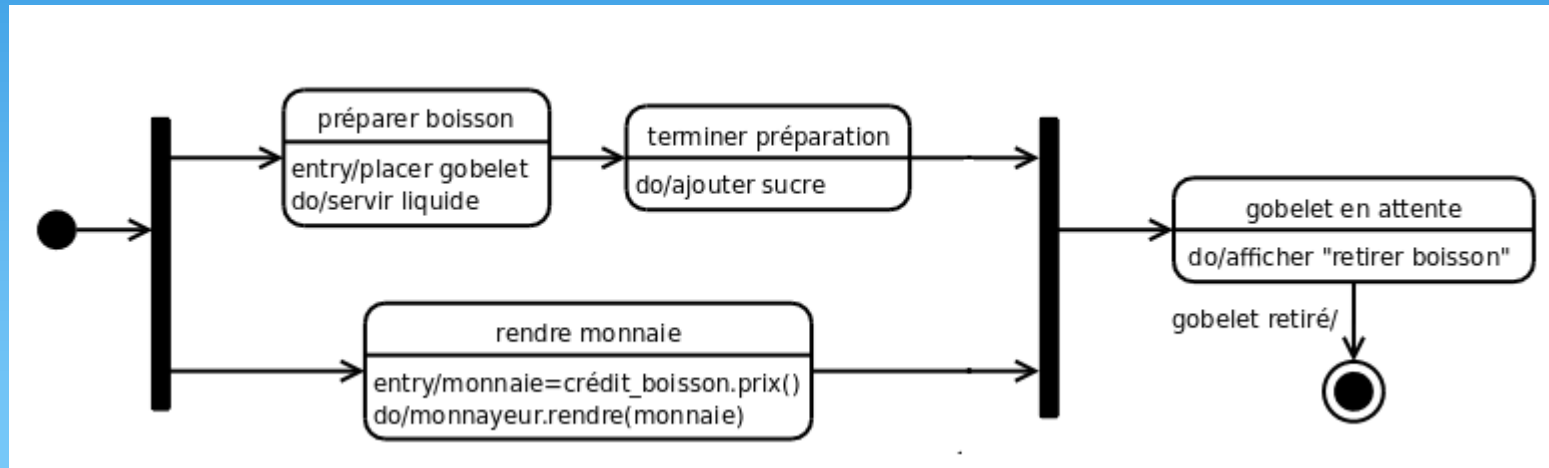 préparer boisson
entry/placer gobelet
do/servir liquide
terminer préparation
do/ajouter sucre
rendre monnaie
entry/monnaie=crédit_boisson.prix()
do/monnayeur.rendre(monnaie)
gobelet en attente
do/afficher "retirer boisson"
gobelet retiré/